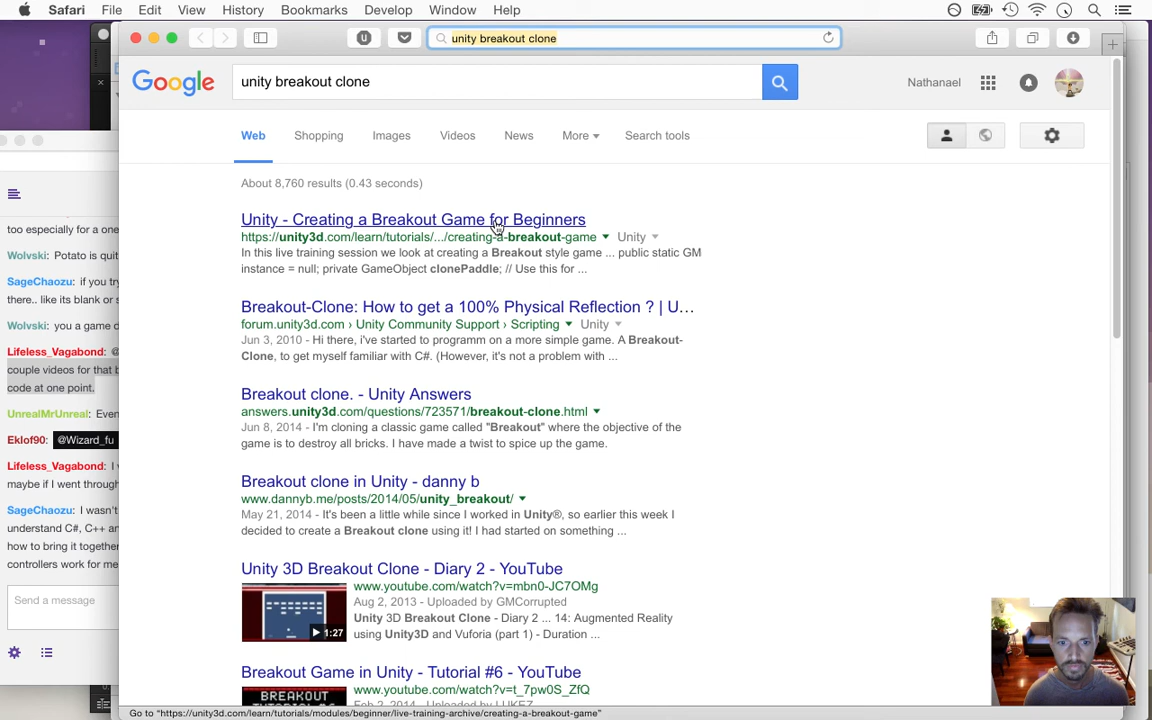 Safari File Edit View History Bookmarks Develop Window Help
unity breakout clone
Google unity breakout clone Nathanael
Web Shopping Images Videos News More Search tools
About 8,760 results (0.43 seconds)
Unity - Creating a Breakout Game for Beginners
https://unity3d.com/learn/tutorials/.../creating-a-breakout-game Unity
In this live training session we look at creating a Breakout style game ... public static GM
instance = null; private GameObject clonePaddle; // Use this for ...
Breakout-Clone: How to get a 100% Physical Reflection ? | U...
forum.unity3d.com › Unity Community Support › Scripting Unity
Jun 3, 2010 - Hi there, i've started to programm on a more simple game. A Breakout-
Clone, to get myself familiar with C#. (However, it's not a problem with ...
Breakout clone. - Unity Answers
answers.unity3d.com/questions/723571/breakout-clone.html
Jun 8, 2014 - I'm cloning a classic game called "Breakout" where the objective of the
game is to destroy all bricks. I have made a twist to spice up the game.
Breakout clone in Unity - danny b
www.dannyb.me/posts/2014/05/unity_breakout/
May 21, 2014 - It's been a little while since I worked in Unity®, so earlier this week I
decided to create a Breakout clone using it! I had started on something ...
Unity 3D Breakout Clone - Diary 2 - YouTube
www.youtube.com/watch?v=mbn0-JC7OMg
Aug 2, 2013 - Uploaded by GMCorrupted
Unity 3D Breakout Clone - Diary 2 ... 14: Augmented Reality
using Unity3D and Vuforia (part 1) - Duration ...
1:27
Breakout Game in Unity - Tutorial #6 - YouTube
www.youtube.com/watch?v=t_7pw0S_ZfQ
BREAKOUT
Go to "https://unity3d.com/learn/tutorials/modules/beginner/live-training-archive/creating-a-breakout-game"
too especially for a one
Wolvski: Potato is quit
SageChaozu: if you try
there.. like its blank or s
Wolvski: you a game d
Lifeless_Vagabond: @
couple videos for that b
code at one point.
UnrealMrUnreal: Even
Eklof90: @Wizard_fu
Lifeless_Vagabond: I w
maybe if I went through
SageChaozu: I wasn't
understand C#, C++ an
how to bring it together
controllers work for me
Send a message